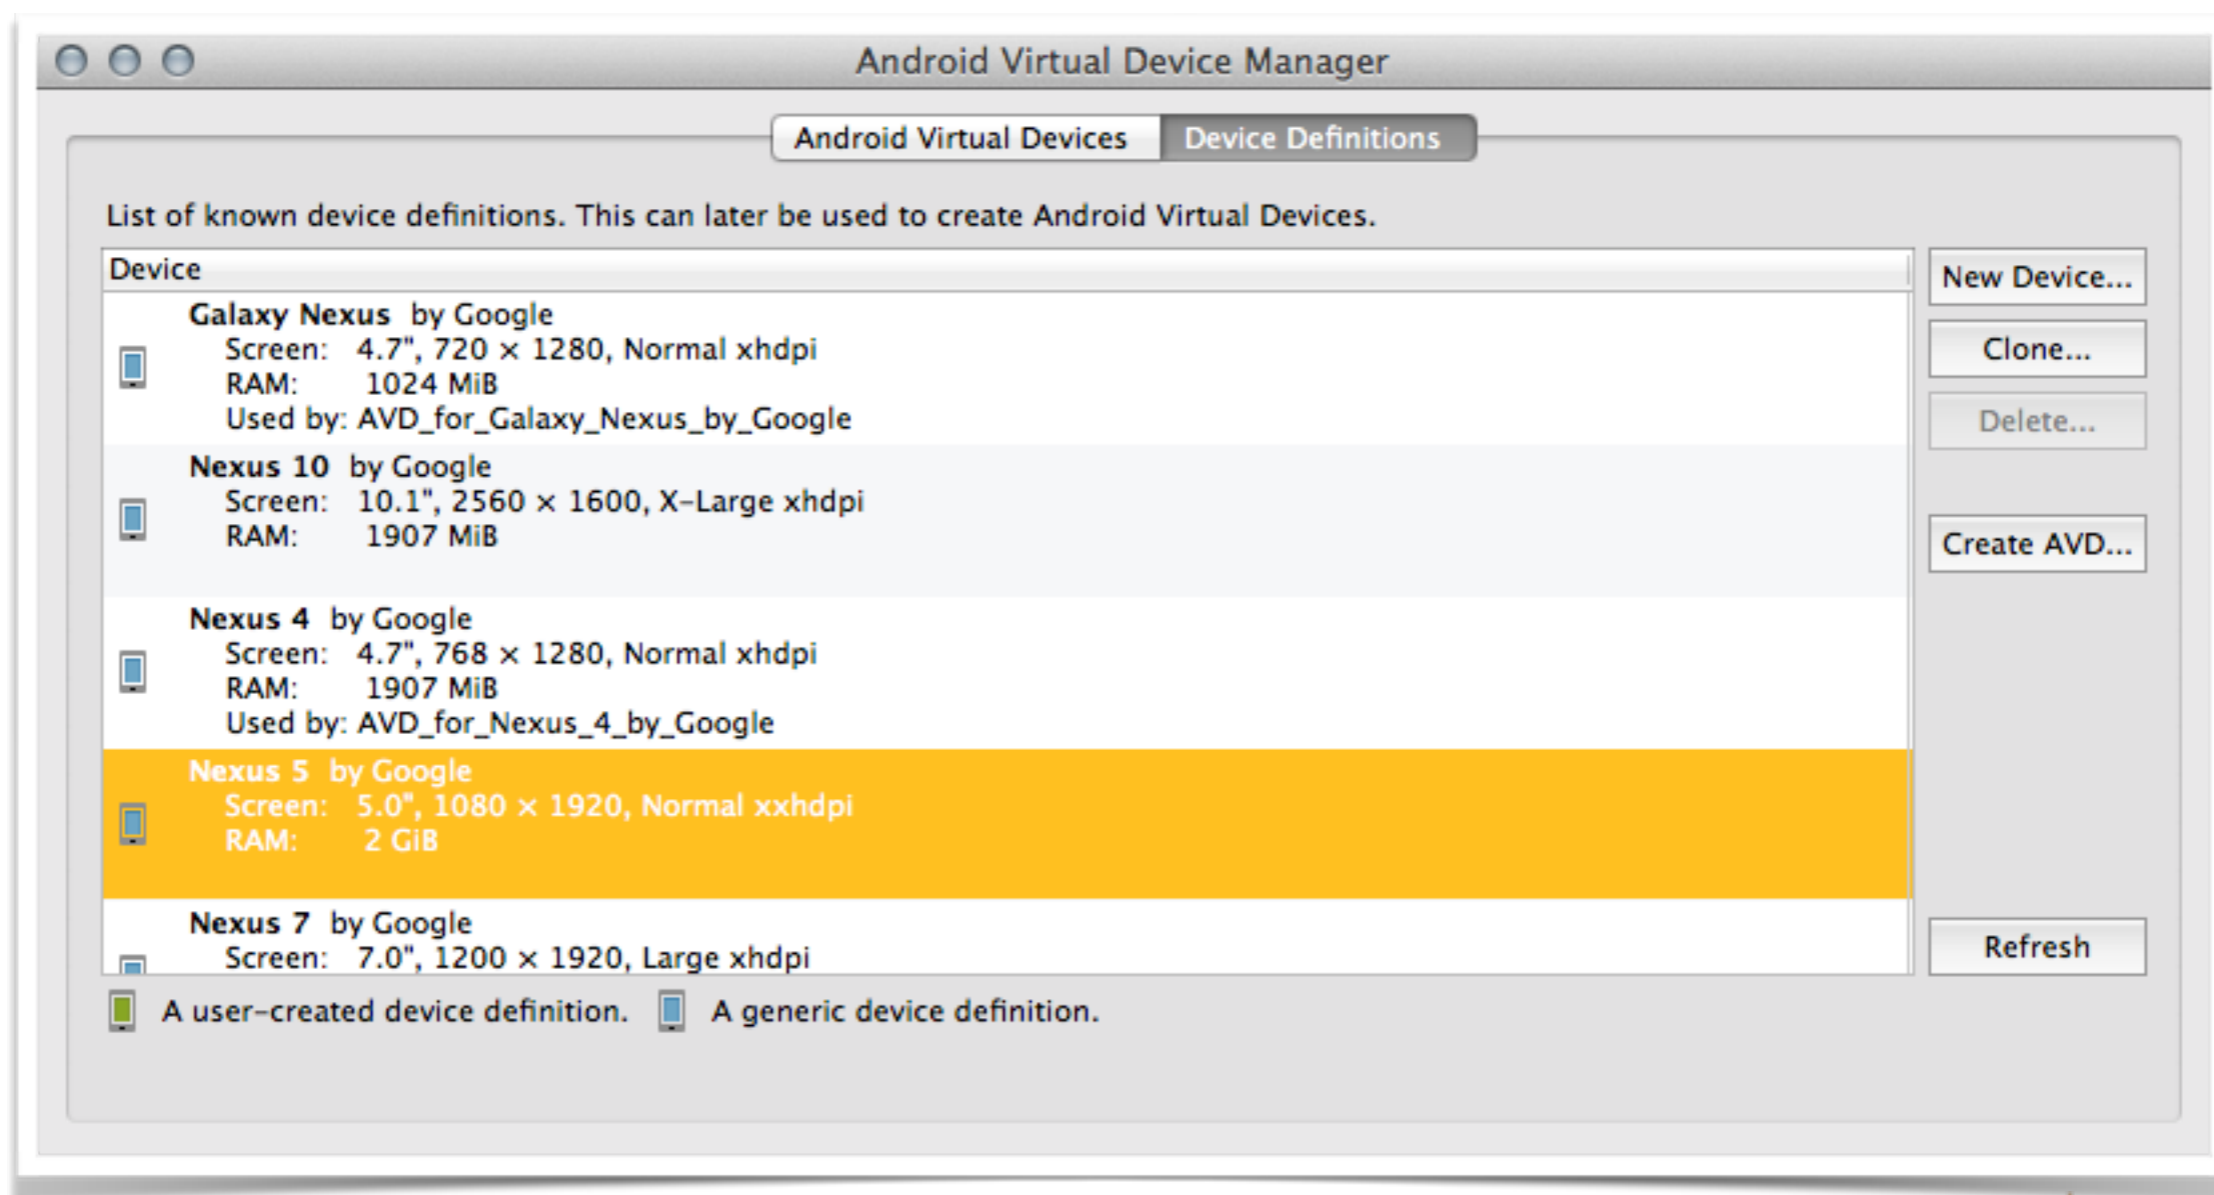 Android Virtual Device Manager
Android Virtual Devices
Device Definitions
List of known device definitions. This can later be used to create Android Virtual Devices.
Device
New Device...
Clone...
Delete...
Create AVD...
Refresh
Galaxy Nexus by Google
Screen: 4.7", 720 × 1280, Normal xhdpi
RAM: 1024 MiB
Used by: AVD_for_Galaxy_Nexus_by_Google
Nexus 10 by Google
Screen: 10.1", 2560 × 1600, X-Large xhdpi
RAM: 1907 MiB
Nexus 4 by Google
Screen: 4.7", 768 × 1280, Normal xhdpi
RAM: 1907 MiB
Used by: AVD_for_Nexus_4_by_Google
Nexus 5 by Google
Screen: 5.0", 1080 × 1920, Normal xxhdpi
RAM: 2 GiB
Nexus 7 by Google
Screen: 7.0", 1200 × 1920, Large xhdpi
A user-created device definition.
A generic device definition.